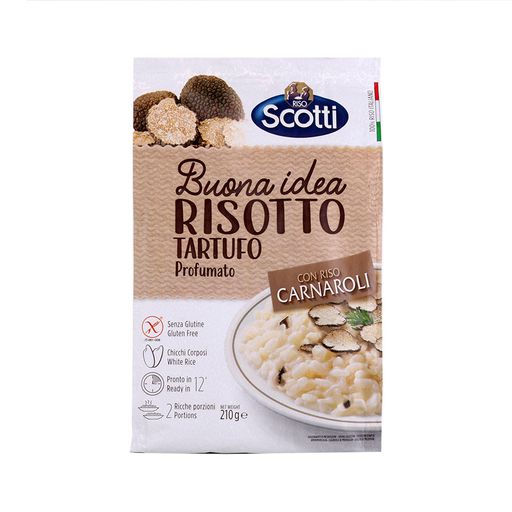 RISO
Scotti
100% RISO ITALIANO
Buona idea
RISOTTO
TARTUFO
Profumato
CON RISO
CARNAROLI
Senza Glutine
Gluten Free
Chicchi Corposi
White Rice
Pronto in
Ready in 12'
2 Ricche porzioni
Portions
NET WEIGHT
210g e